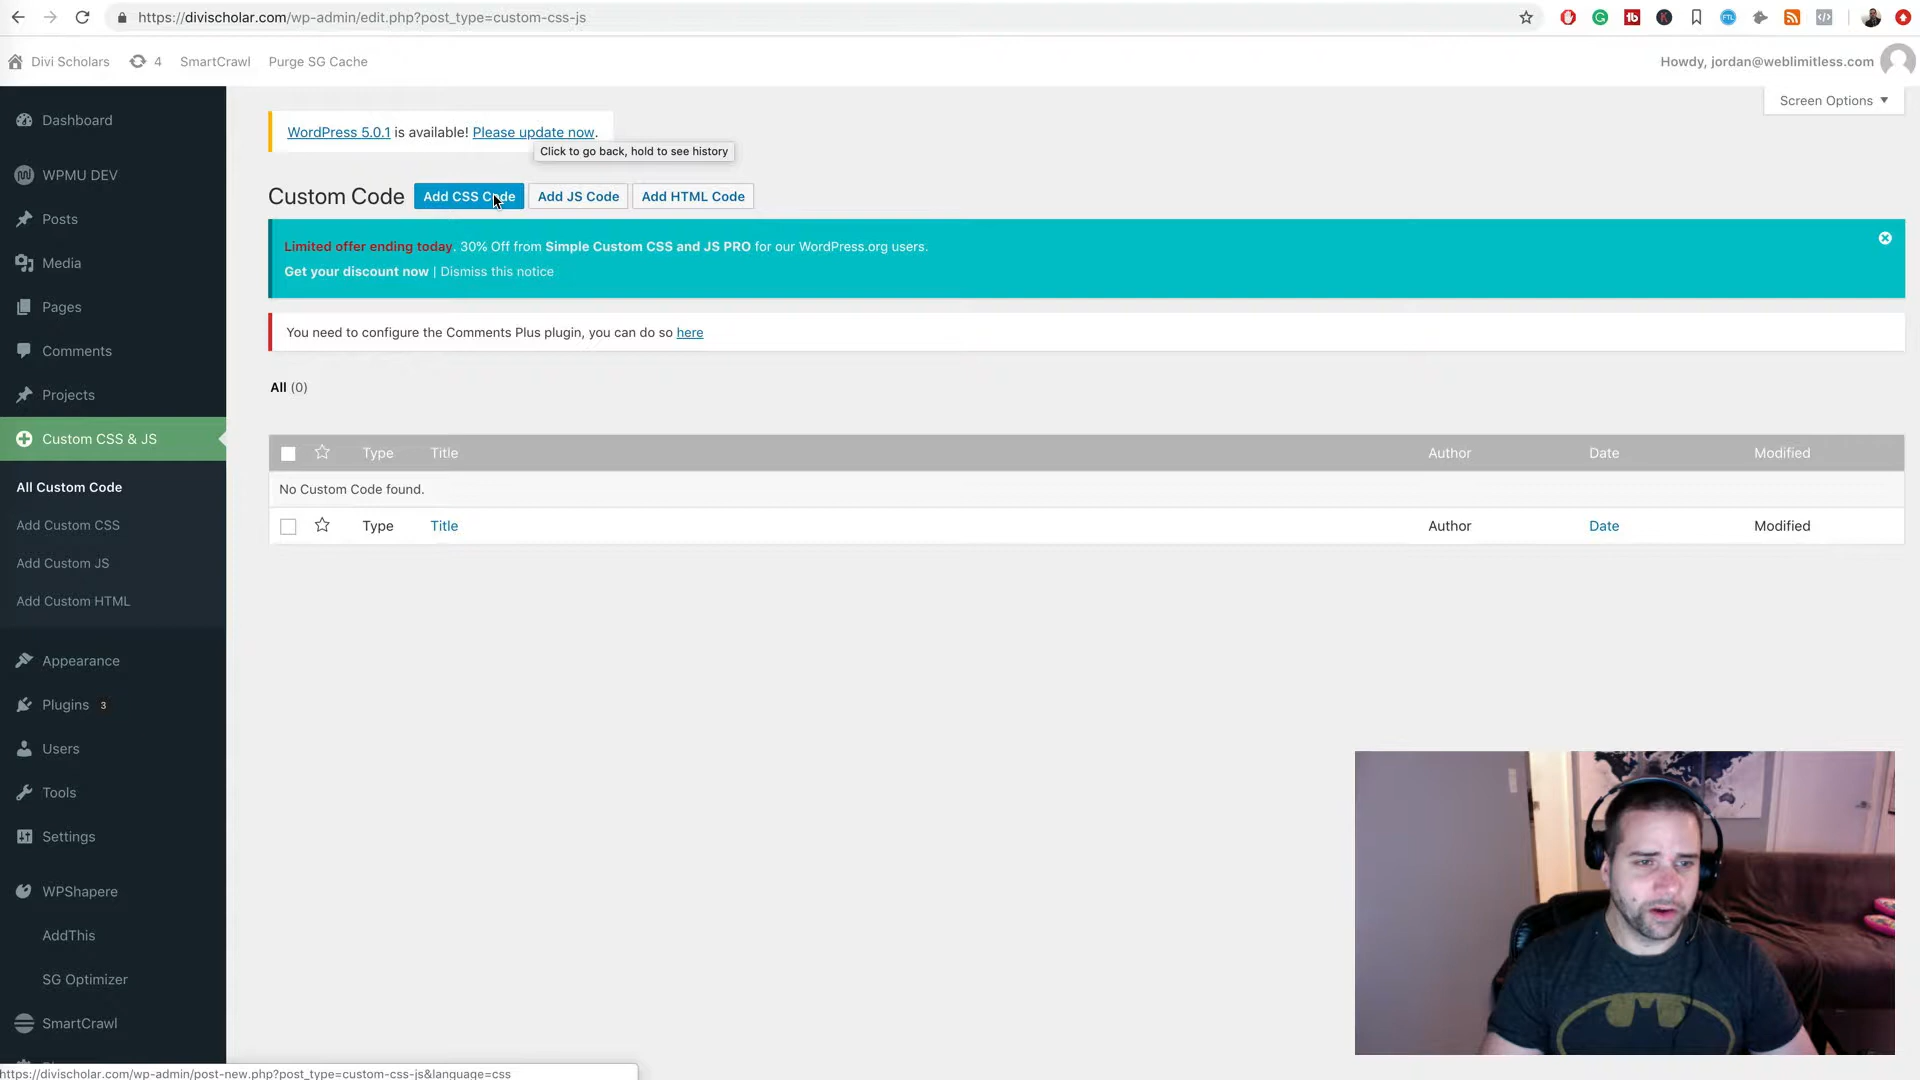 https://divischolar.com/wp-admin/edit.php?post_type=custom-css-js
Divi Scholars
4
SmartCrawl
Purge SG Cache
Howdy, jordan@weblimitless.com
Screen Options
WordPress 5.0.1 is available! Please update now.
Click to go back, hold to see history
Custom Code
Add CSS Code
Add JS Code
Add HTML Code
Limited offer ending today. 30% Off from Simple Custom CSS and JS PRO for our WordPress.org users.
Get your discount now | Dismiss this notice
You need to configure the Comments Plus plugin, you can do so here
All (0)
Type Title Author Date Modified
No Custom Code found.
Type Title Author Date Modified
Dashboard
WPMU DEV
Posts
Media
Pages
Comments
Projects
Custom CSS & JS
All Custom Code
Add Custom CSS
Add Custom JS
Add Custom HTML
Appearance
Plugins 3
Users
Tools
Settings
WPShapere
AddThis
SG Optimizer
SmartCrawl
https://divischolar.com/wp-admin/post-new.php?post_type=custom-css-js&language=css